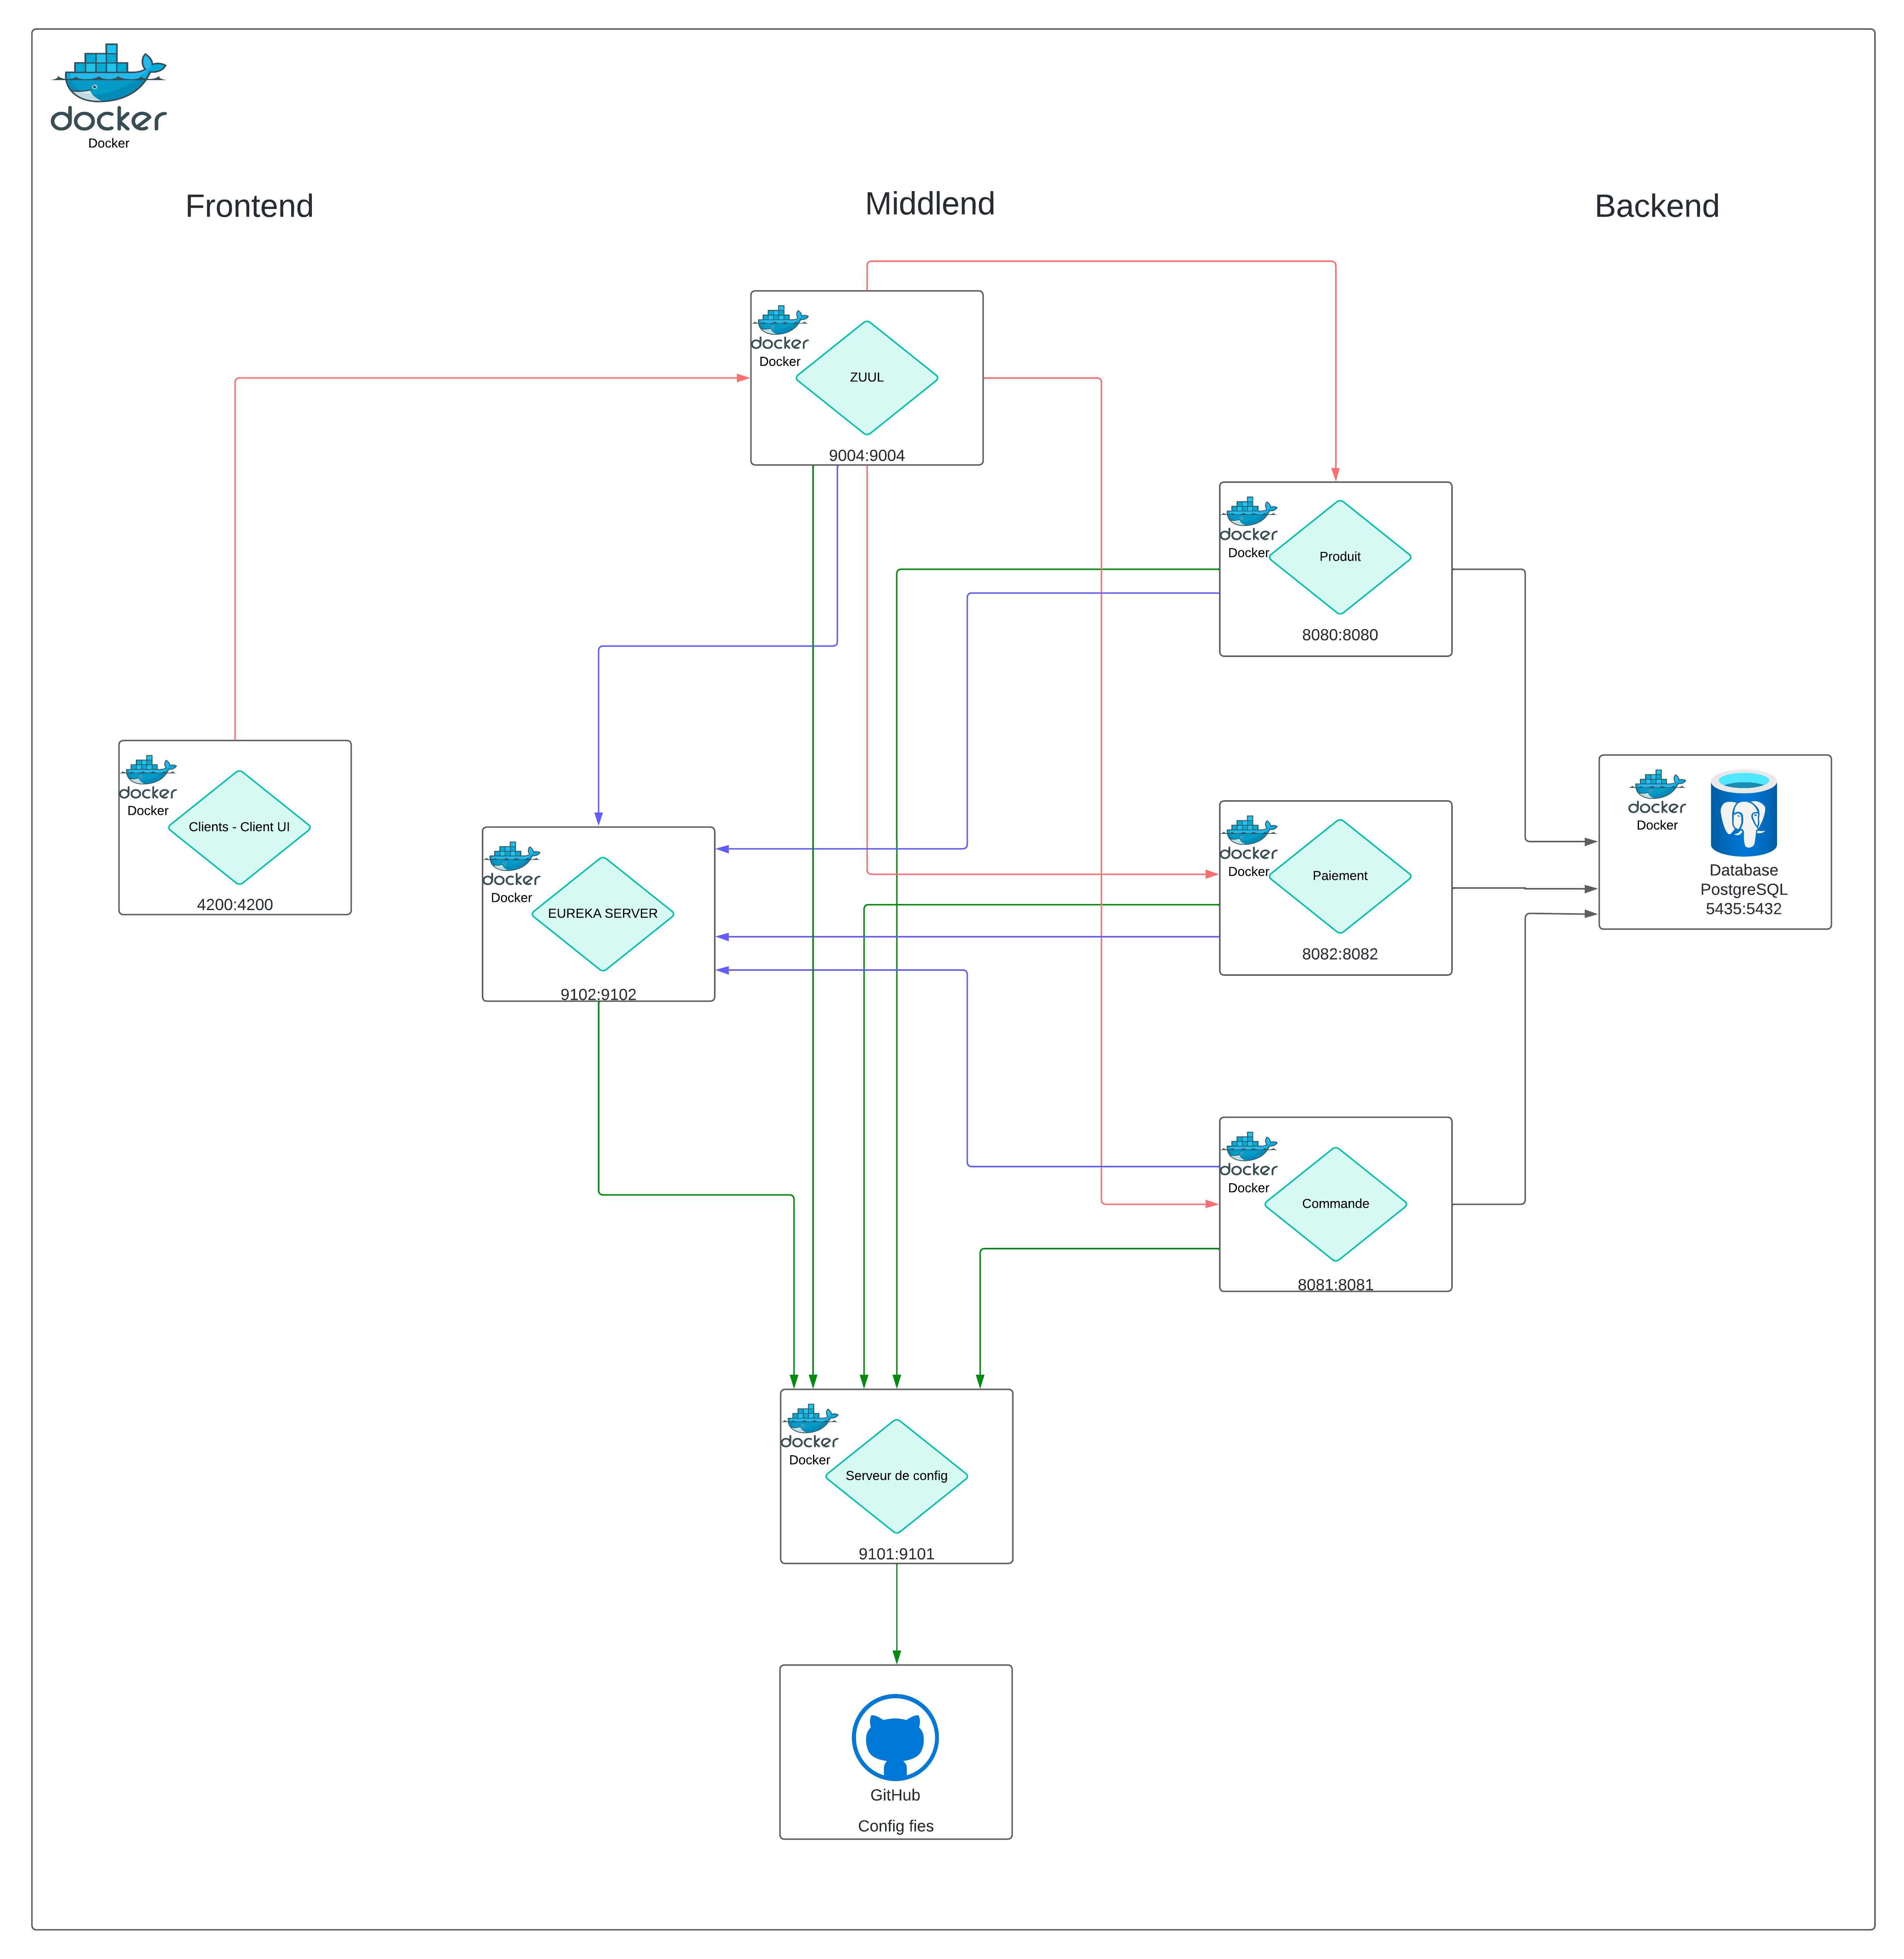 docker
Docker
Frontend
Middlend
Backend
docker
Docker
ZUUL
9004:9004
docker
Docker
Produit
8080:8080
docker
Docker
Clients - Client UI
4200:4200
docker
Docker
EUREKA SERVER
9102:9102
docker
Docker
Paiement
8082:8082
docker
Docker
Database
PostgreSQL
5435:5432
docker
Docker
Commande
8081:8081
docker
Docker
Serveur de config
9101:9101
GitHub
Config fies